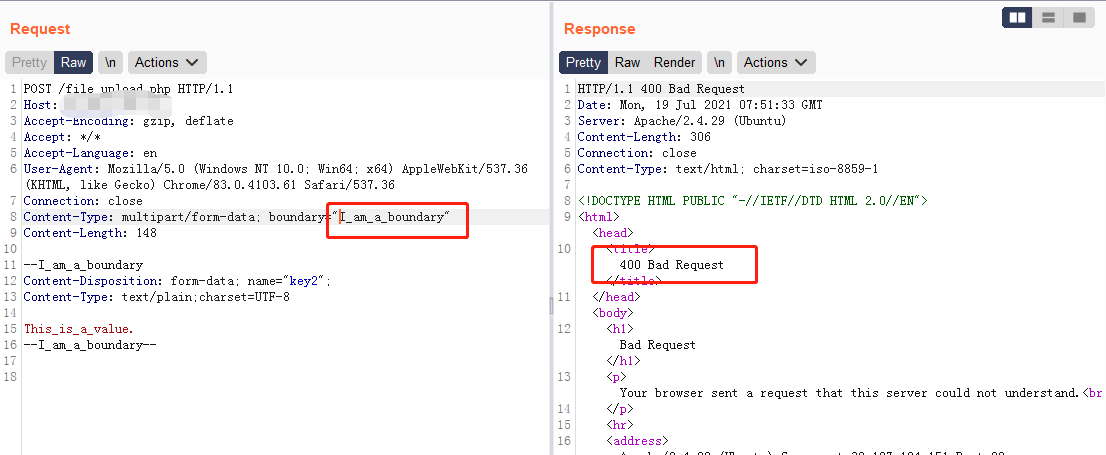 Request
Pretty Raw \n Actions
1 POST /file_upload.php HTTP/1.1
2 Host:
3 Accept-Encoding: gzip, deflate
4 Accept: */*
5 Accept-Language: en
6 User-Agent: Mozilla/5.0 (Windows NT 10.0; Win64; x64) AppleWebKit/537.36
(KHTML, like Gecko) Chrome/83.0.4103.61 Safari/537.36
7 Connection: close
8 Content-Type: multipart/form-data; boundary="I_am_a_boundary"
9 Content-Length: 148
10
11 --I_am_a_boundary
12 Content-Disposition: form-data; name="key2";
13 Content-Type: text/plain;charset=UTF-8
14
15 This_is_a_value.
16 --I_am_a_boundary--
17
18
Response
Pretty Raw Render \n Actions
1 HTTP/1.1 400 Bad Request
2 Date: Mon, 19 Jul 2021 07:51:33 GMT
3 Server: Apache/2.4.29 (Ubuntu)
4 Content-Length: 306
5 Connection: close
6 Content-Type: text/html; charset=iso-8859-1
7
8 <!DOCTYPE HTML PUBLIC "-//IETF//DTD HTML 2.0//EN">
9 <html>
<head>
10 <title>
400 Bad Request
</title>
11 </head>
<body>
12 <h1>
Bad Request
</h1>
13 <p>
Your browser sent a request that this server could not understand.<br
14 </p>
15 <hr>
16 <address>